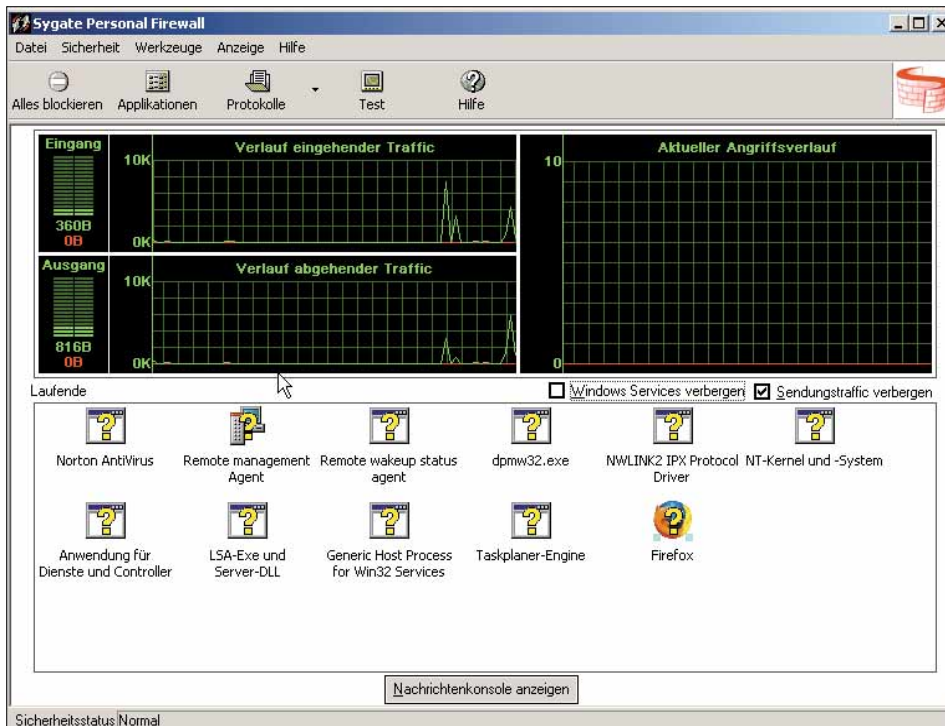 Sygate Personal Firewall
Datei Sicherheit Werkzeuge Anzeige Hilfe
Alles blockieren Applikationen Protokolle Test Hilfe
Eingang
10K
Verlauf eingehender Traffic
360B
0B
0K
Ausgang
10K
Verlauf abgehender Traffic
816B
0B
0K
Aktueller Angriffsverlauf
10
0
Laufende
Windows Services verbergen
Sendungstraffic verbergen
Norton AntiVirus
Remote management
Agent
Remote wakeup status
agent
dpmw32.exe
NWLINK2 IPX Protocol
Driver
NT-Kernel und -System
Anwendung für
Dienste und Controller
LSA-Exe und
Server-DLL
Generic Host Process
for Win32 Services
Taskplaner-Engine
Firefox
Nachrichtenkonsole anzeigen
Sicherheitsstatus Normal